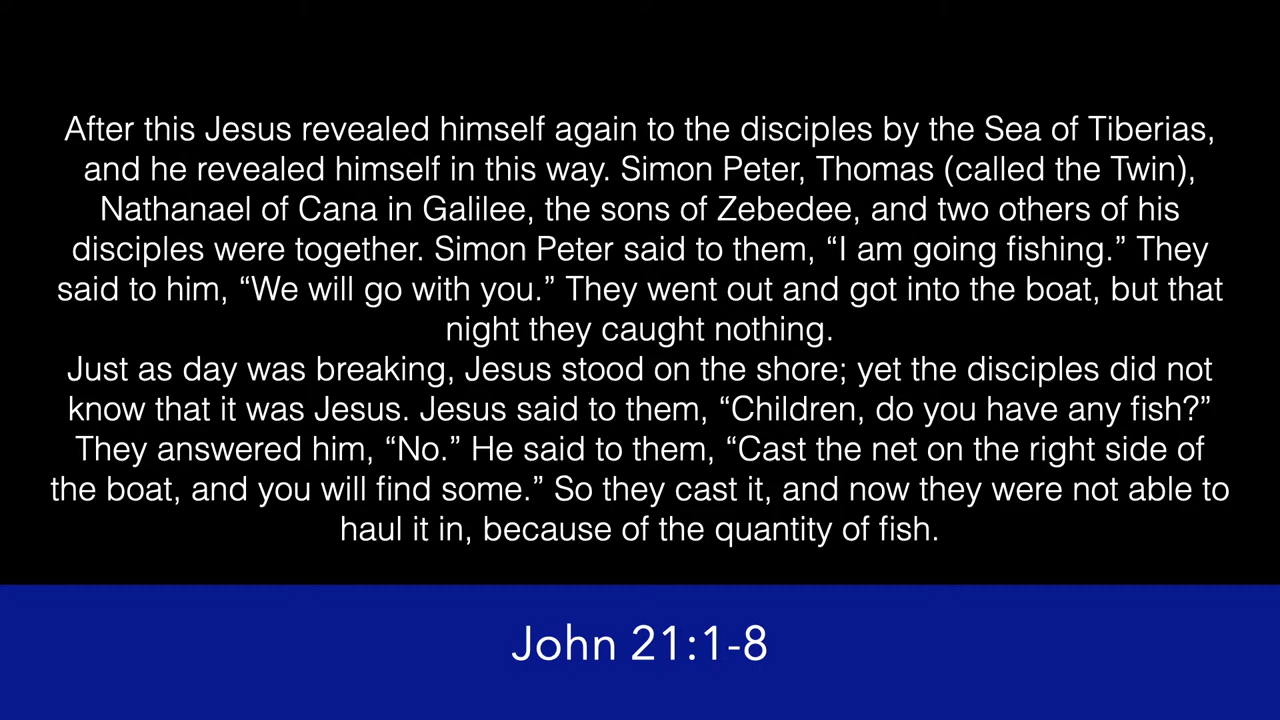 After this Jesus revealed himself again to the disciples by the Sea of Tiberias,
and he revealed himself in this way. Simon Peter, Thomas (called the Twin),
Nathanael of Cana in Galilee, the sons of Zebedee, and two others of his
disciples were together. Simon Peter said to them, “I am going fishing.” They
said to him, “We will go with you.” They went out and got into the boat, but that
night they caught nothing.
Just as day was breaking, Jesus stood on the shore; yet the disciples did not
know that it was Jesus. Jesus said to them, “Children, do you have any fish?”
They answered him, “No.” He said to them, “Cast the net on the right side of
the boat, and you will find some.” So they cast it, and now they were not able to
haul it in, because of the quantity of fish.
John 21:1-8